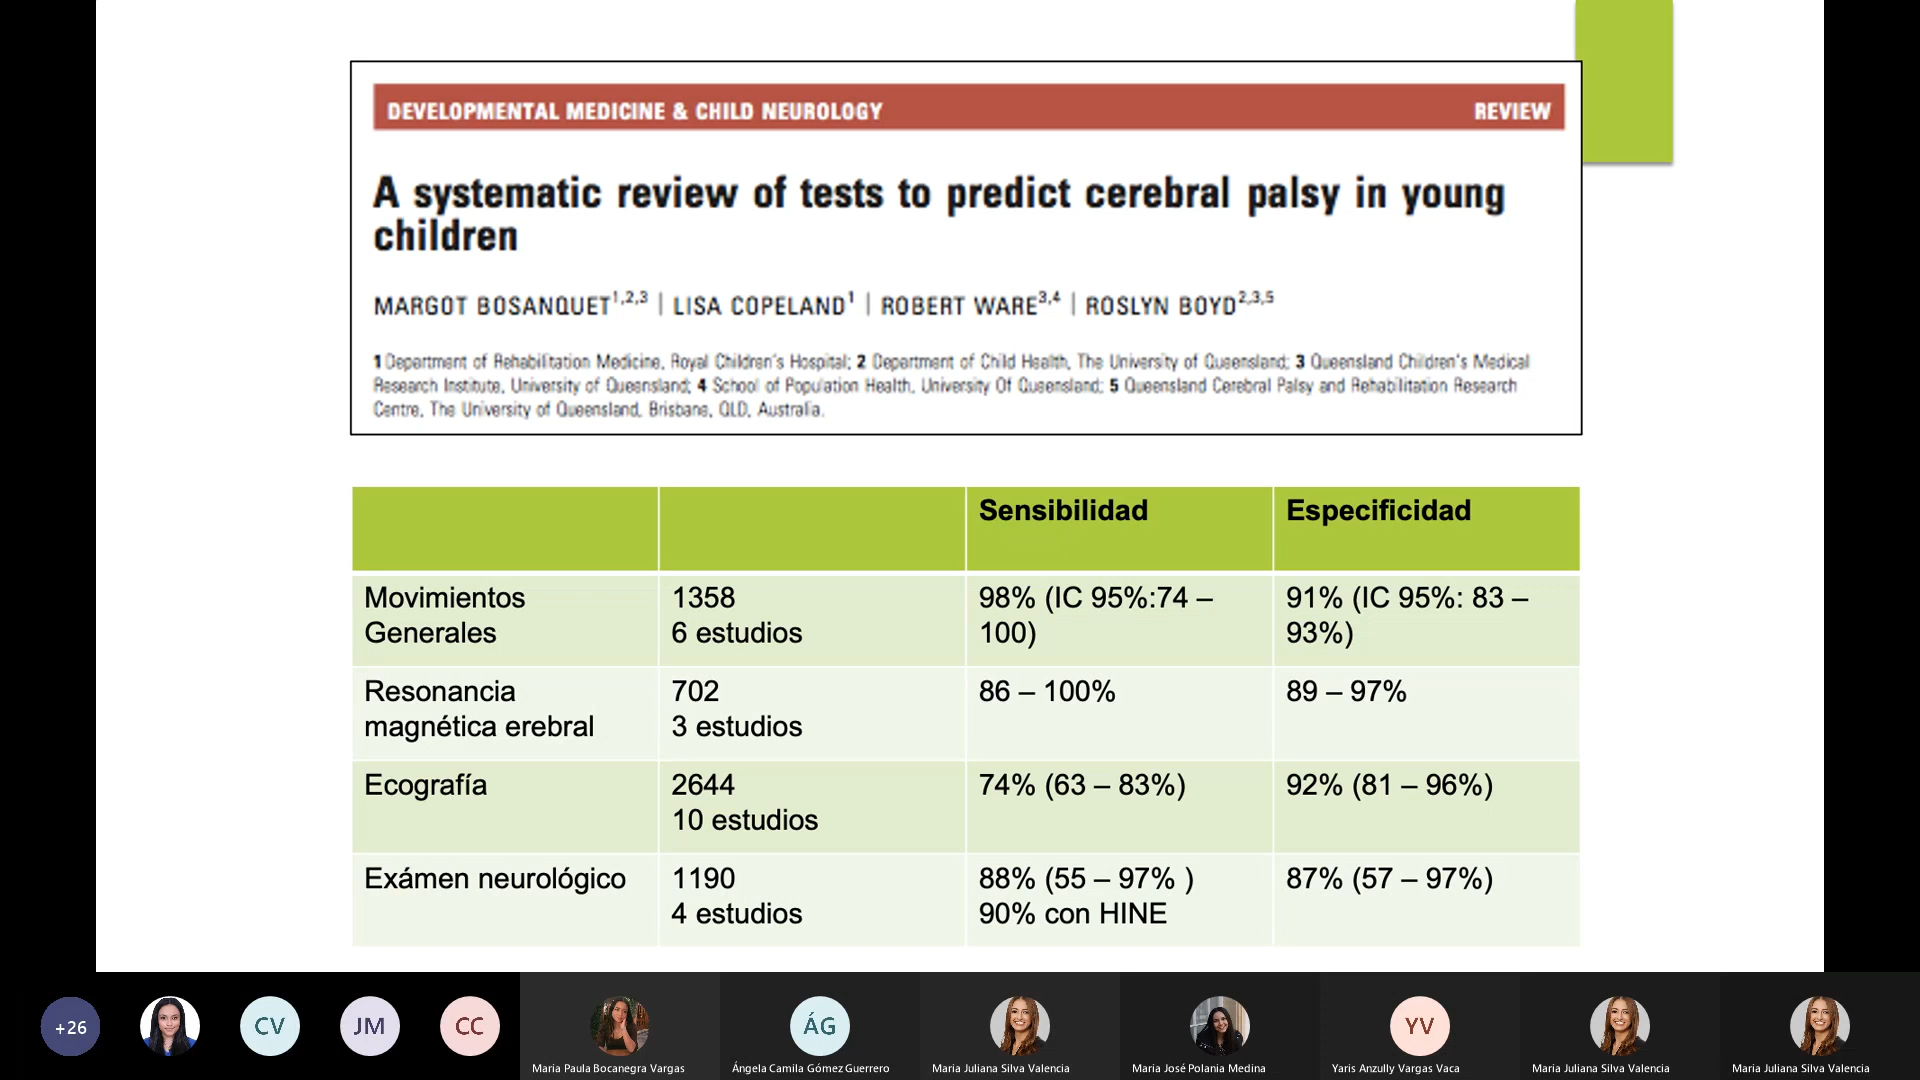 DEVELOPMENTAL MEDICINE & CHILD NEUROLOGY REVIEW
A systematic review of tests to predict cerebral palsy in young
children
MARGOT BOSANQUET1,2,3 | LISA COPELAND1 | ROBERT WARE3,4 | ROSLYN BOYD2,3,5
1 Department of Rehabilitation Medicine, Royal Children's Hospital; 2 Department of Child Health, The University of Queensland; 3 Queensland Children's Medical
Research Institute, University of Queensland; 4 School of Population Health, University Of Queensland; 5 Queensland Cerebral Palsy and Rehabilitation Research
Centre, The University of Queensland, Brisbane, QLD, Australia.
Sensibilidad Especificidad
Movimientos 1358 98% (IC 95%:74 – 91% (IC 95%: 83 –
Generales 6 estudios 100) 93%)
Resonancia 702 86 – 100% 89 – 97%
magnética erebral 3 estudios
Ecografía 2644 74% (63 – 83%) 92% (81 – 96%)
10 estudios
Exámen neurológico 1190 88% (55 – 97% ) 87% (57 – 97%)
4 estudios 90% con HINE
+26 CV JM CC ÁG YV
Maria Paula Bocanegra Vargas Ángela Camila Gómez Guerrero Maria Juliana Silva Valencia Maria José Polania Medina Yaris Anzully Vargas Vaca Maria Juliana Silva Valencia Maria Juliana Silva Valencia